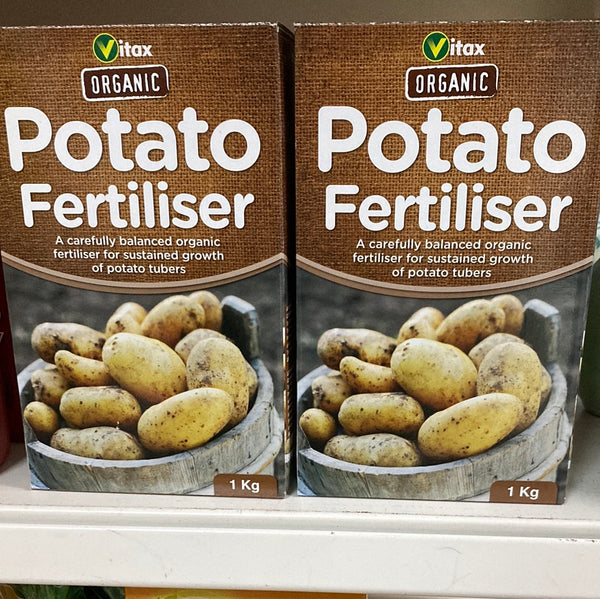 Vitax
ORGANIC
Potato
Fertiliser
A carefully balanced organic
fertiliser for sustained growth
of potato tubers
1 Kg
Vitax
ORGANIC
Potato
Fertiliser
A carefully balanced organic
fertiliser for sustained growth
of potato tubers
1 Kg